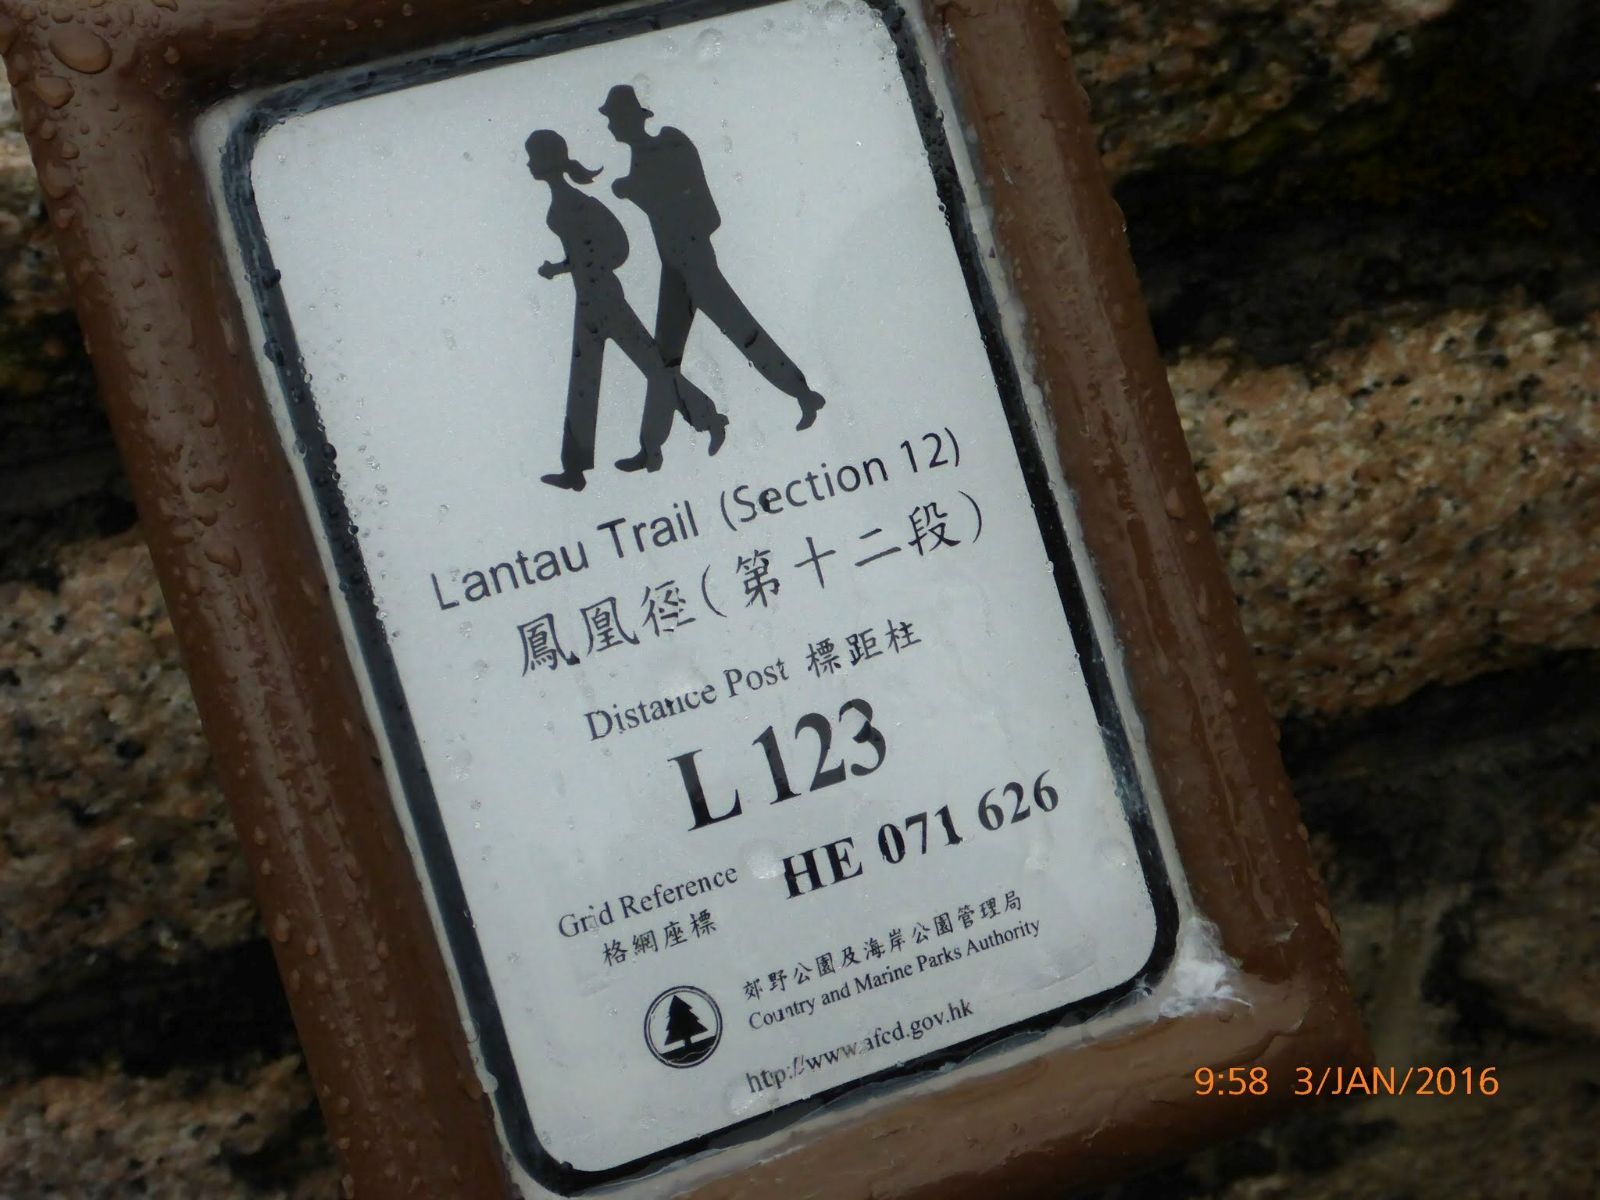 Lantau Trail (Section 12)
鳳凰徑(第十二段)
Distance Post 標距柱
L 123
Grid Reference HE 071 626
格網座標
郊野公園及海岸公園管理局
Country and Marine Parks Authority
http://www.afcd.gov.hk
9:58 3/JAN/2016